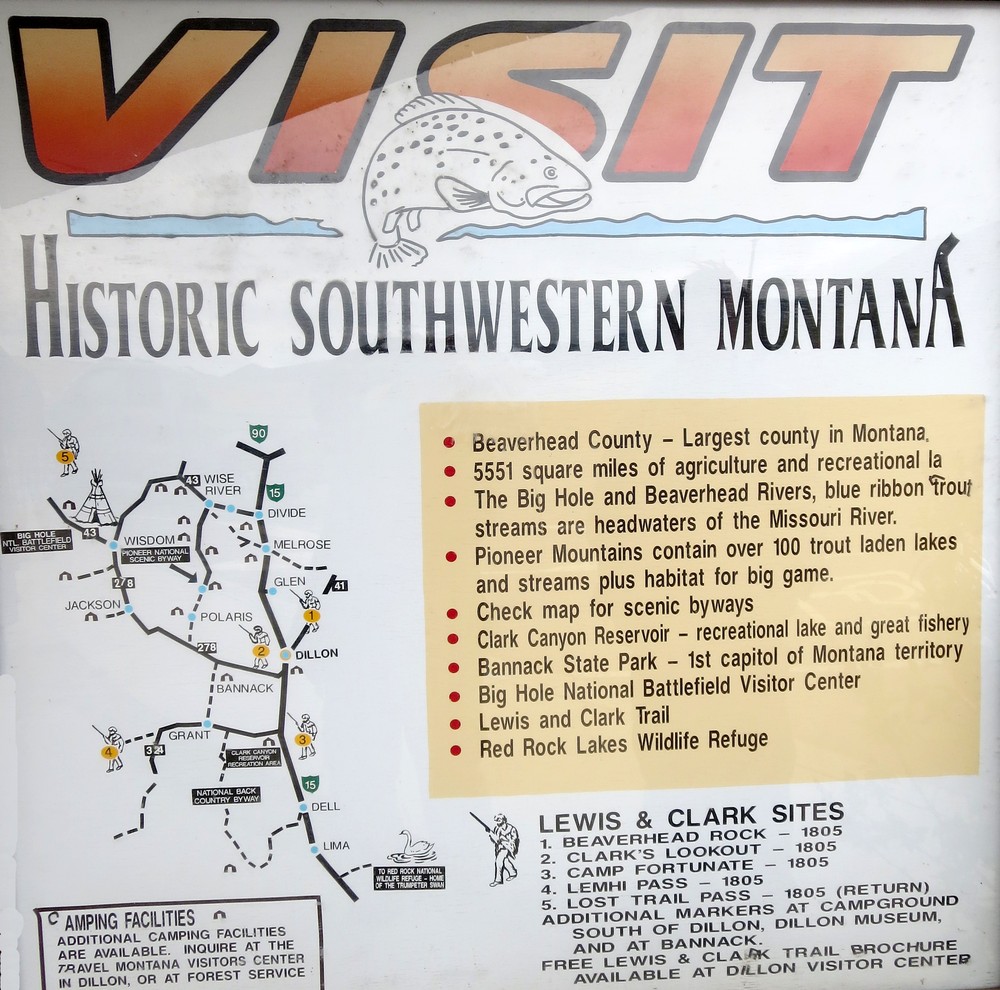 VISIT
HISTORIC SOUTHWESTERN MONTANA
5
90
43
WISE
RIVER
15
DIVIDE
BIG HOLE
NTL. BATTLEFIELD
VISITOR CENTER
43
WISDOM
PIONEER NATIONAL
SCENIC BYWAY
MELROSE
278
GLEN
41
JACKSON
POLARIS
1
278
2
DILLON
BANNACK
GRANT
4
324
3
CLARK CANYON
RESERVOIR
RECREATION AREA
NATIONAL BACK
COUNTRY BYWAY
15
DELL
LIMA
TO RED ROCK NATIONAL
WILDLIFE REFUGE - HOME
OF THE TRUMPETER SWAN
• Beaverhead County – Largest county in Montana.
• 5551 square miles of agriculture and recreational la
• The Big Hole and Beaverhead Rivers, blue ribbon trout
streams are headwaters of the Missouri River.
• Pioneer Mountains contain over 100 trout laden lakes
and streams plus habitat for big game.
• Check map for scenic byways
• Clark Canyon Reservoir – recreational lake and great fishery
• Bannack State Park – 1st capitol of Montana territory
• Big Hole National Battlefield Visitor Center
• Lewis and Clark Trail
• Red Rock Lakes Wildlife Refuge
LEWIS & CLARK SITES
1. BEAVERHEAD ROCK – 1805
2. CLARK'S LOOKOUT – 1805
3. CAMP FORTUNATE – 1805
4. LEMHI PASS – 1805
5. LOST TRAIL PASS – 1805 (RETURN)
ADDITIONAL MARKERS AT CAMPGROUND
SOUTH OF DILLON, DILLON MUSEUM,
AND AT BANNACK.
FREE LEWIS & CLARK TRAIL BROCHURE
AVAILABLE AT DILLON VISITOR CENTER
CAMPING FACILITIES
ADDITIONAL CAMPING FACILITIES
ARE AVAILABLE. INQUIRE AT THE
TRAVEL MONTANA VISITORS CENTER
IN DILLON, OR AT FOREST SERVICE